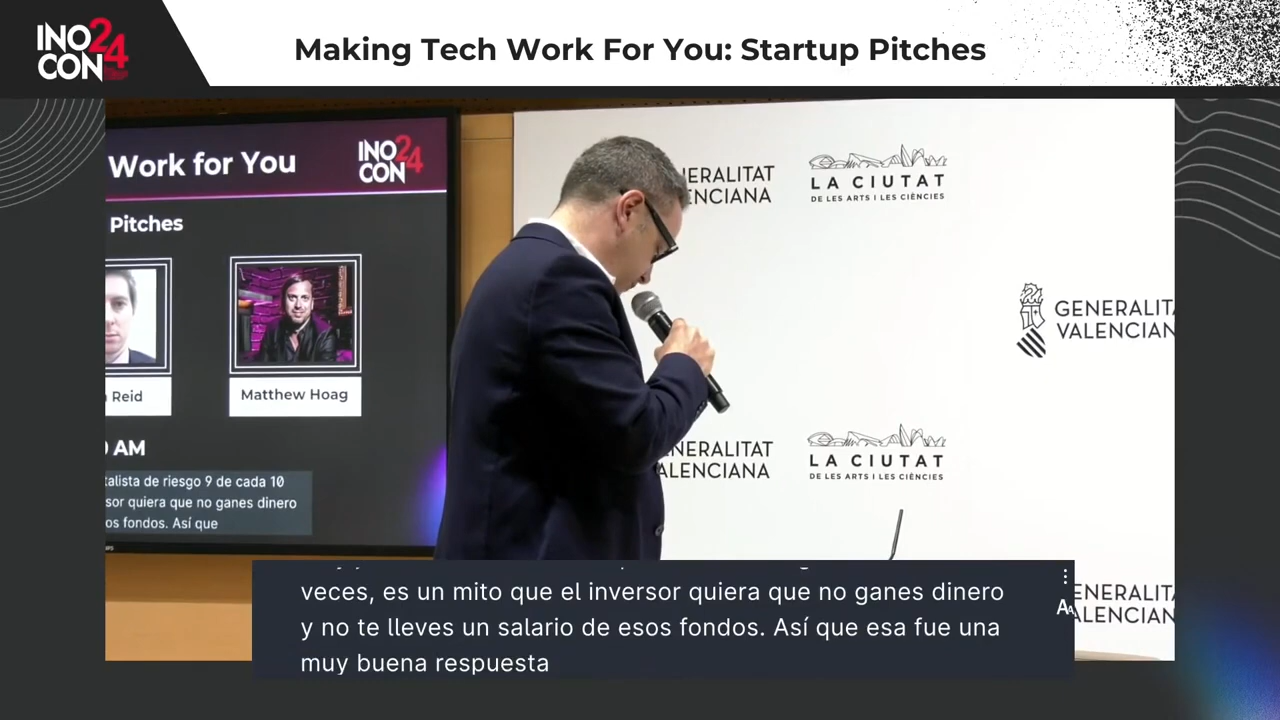 INO24
CON
Making Tech Work For You: Startup Pitches
Work for You
INO24
CON
Pitches
Reid
Matthew Hoag
AM
talista de riesgo 9 de cada 10
sor quiera que no ganes dinero
os fondos. Así que
ERALITAT
ENCIANA
LA CIUTAT
DE LES ARTS I LES CIÈNCIES
GENERALIT
VALENCIAN
NERALITAT
ALENCIANA
LA CIUTAT
DE LES ARTS I LES CIÈNCIES
ENERALIT
ALENCIAN
veces, es un mito que el inversor quiera que no ganes dinero
y no te lleves un salario de esos fondos. Así que esa fue una
muy buena respuesta